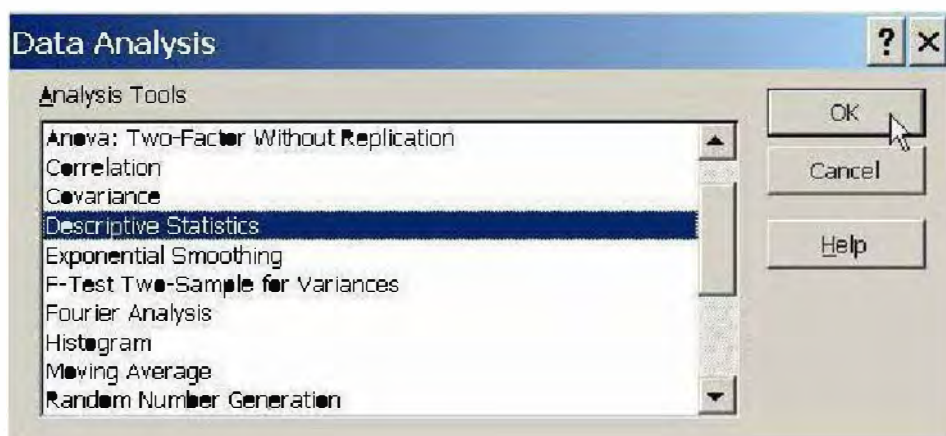 Data Analysis
Analysis Tools
Anova: Two-Factor Without Replication
Correlation
Covariance
Descriptive Statistics
Exponential Smoothing
F-Test Two-Sample for Variances
Fourier Analysis
Histogram
Moving Average
Random Number Generation
OK
Cancel
Help